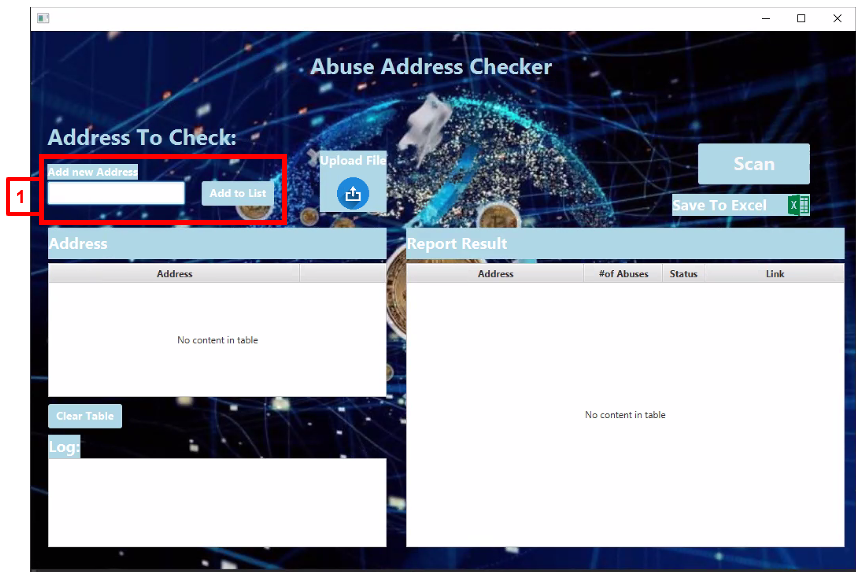 Abuse Address Checker
Address To Check:
Add new Address
Add to List
1
Upload File
Scan
Save To Excel
X
Address
Address
No content in table
Clear Table
Log:
Report Result
Address #of Abuses Status Link
No content in table